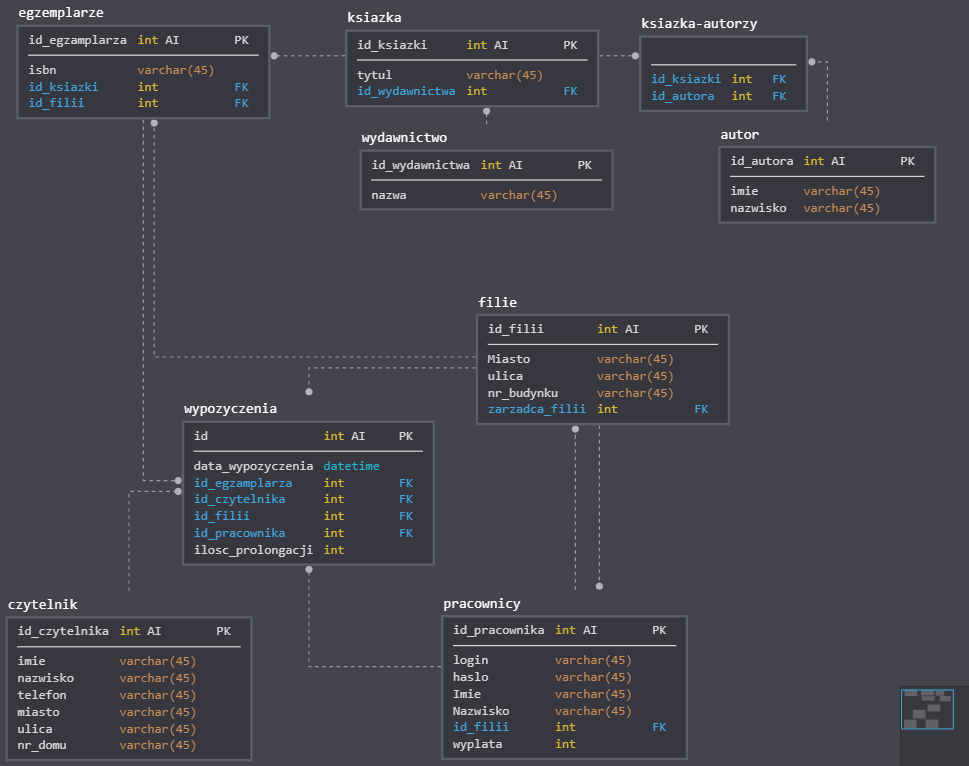 egzemplarze
id_egzamplarza int AI PK
isbn varchar(45)
id_ksiazki int FK
id_filii int FK
ksiazka
id_ksiazki int AI PK
tytul varchar(45)
id_wydawnictwa int FK
ksiazka-autorzy
id_ksiazki int FK
id_autora int FK
wydawnictwo
id_wydawnictwa int AI PK
nazwa varchar(45)
autor
id_autora int AI PK
imie varchar(45)
nazwisko varchar(45)
filie
id_filii int AI PK
Miasto varchar(45)
ulica varchar(45)
nr_budynku varchar(45)
zarzadca_filii int FK
wypozyczenia
id int AI PK
data_wypozyczenia datetime
id_egzamplarza int FK
id_czytelnika int FK
id_filii int FK
id_pracownika int FK
ilosc_prolongacji int
czytelnik
id_czytelnika int AI PK
imie varchar(45)
nazwisko varchar(45)
telefon varchar(45)
miasto varchar(45)
ulica varchar(45)
nr_domu varchar(45)
pracownicy
id_pracownika int AI PK
login varchar(45)
haslo varchar(45)
Imie varchar(45)
Nazwisko varchar(45)
id_filii int FK
wyplata int